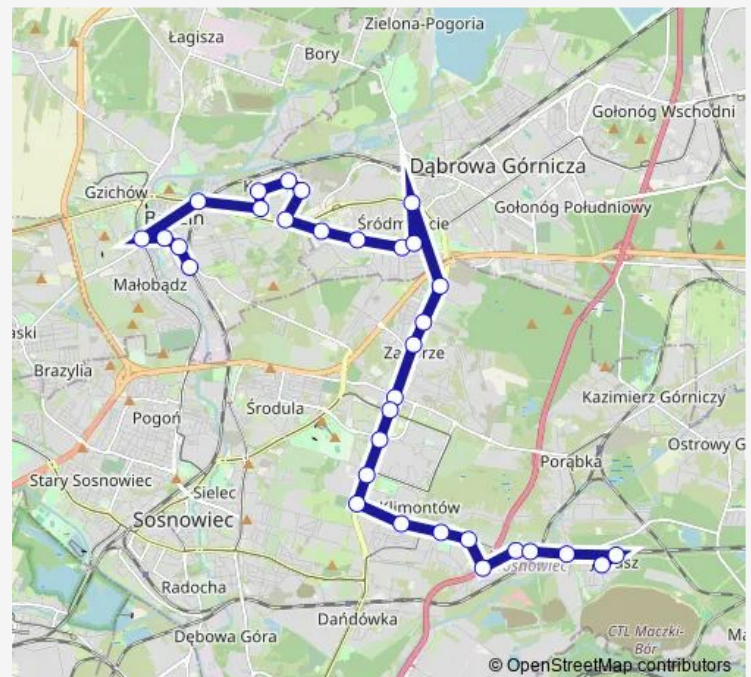 Zielona-Pogoria
Łagisza
Bory
Gołonóg Wschodni
Dąbrowa Górnicza
Gzichów
Gołonóg Południowy
Małobądz
Brazylia
Kazimierz Górniczy
Środula
Pogoń
Porąbka
Stary Sosnowiec
Sielec
Klimontów
Sosnowiec
Radocha
Dańdówka
Dębowa Góra
CTL Maczki-
Bór
© OpenStreetMap contributors